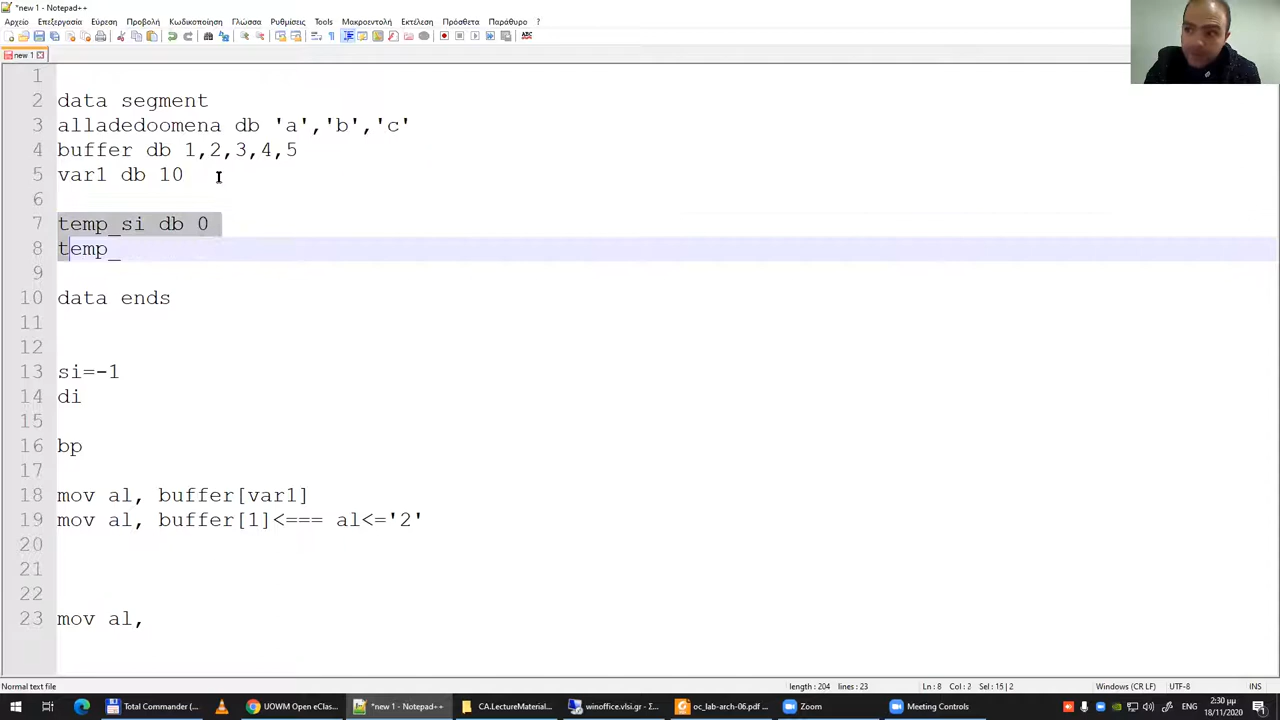 *new 1 - Notepad++
Αρχείο Επεξεργασία Εύρεση Προβολή Κωδικοποίηση Γλώσσα Ρυθμίσεις Tools Μακροεντολή Εκτέλεση Πρόσθετα Παράθυρο ?
new 1
1
2 data segment
3 alladedoomena db 'a','b','c'
4 buffer db 1,2,3,4,5
5 var1 db 10
6
7 temp_si db 0
8 temp_
9
10 data ends
11
12
13 si=-1
14 di
15
16 bp
17
18 mov al, buffer[var1]
19 mov al, buffer[1]<=== al<='2'
20
21
22
23 mov al,
Normal text file length : 204 lines : 23 Ln : 8 Col : 2 Sel : 15 | 2 Windows (CR LF) UTF-8 INS
Total Commander (... UOWM Open eClass... *new 1 - Notepad++ CA.LectureMaterial... winoffice.vlsi.gr - Σ... oc_lab-arch-06.pdf ... Zoom Meeting Controls ΑΓΓ 2:30 μμ
18/11/2020